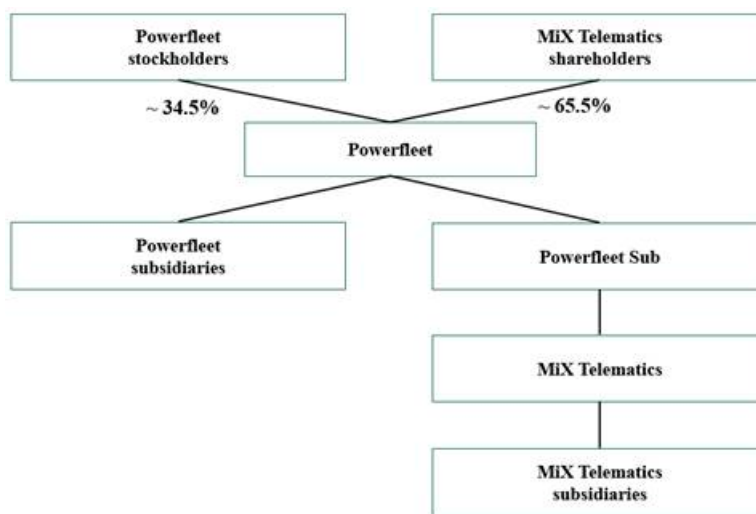 Powerfleet
stockholders
MiX Telematics
shareholders
~ 34.5%
~ 65.5%
Powerfleet
Powerfleet
subsidiaries
Powerfleet Sub
MiX Telematics
MiX Telematics
subsidiaries